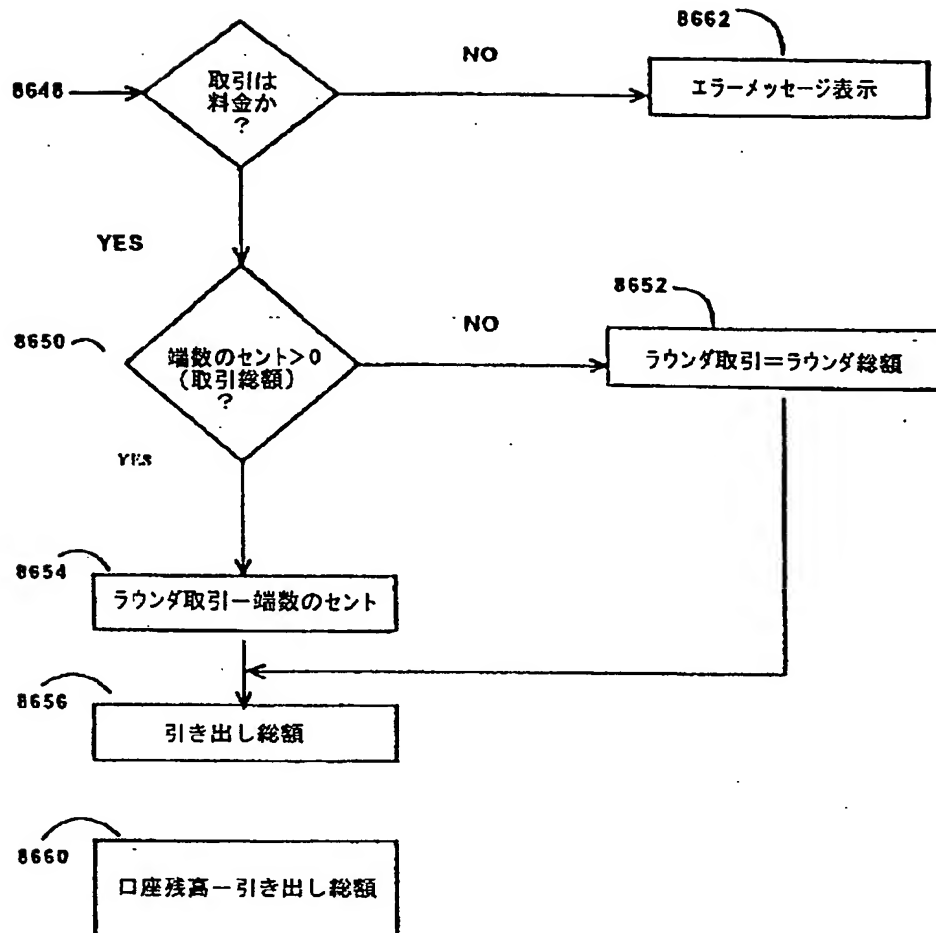 8662
NO
8648
取引は
料金か
?
エラーメッセージ表示
YES
8652
8650
NO
端数のセント>0
(取引総額)
?
ラウンダ取引=ラウンダ総額
YES
8654
ラウンダ取引-端数のセント
8656
引き出し総額
8660
口座残高-引き出し総額